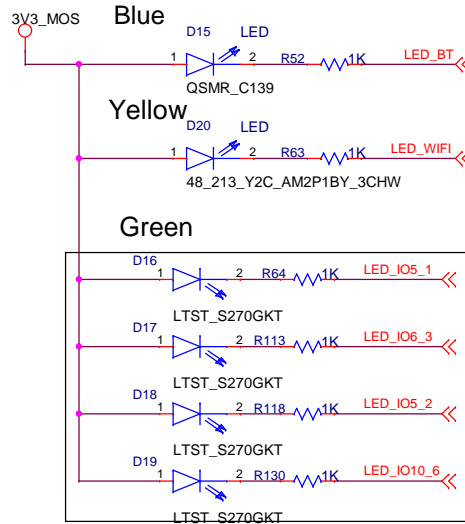 Blue
3V3_MOS
D15 LED
1 2 R52 1K LED_BT
QSMR_C139
Yellow
D20 LED
1 2 R63 1K LED_WIFI
48_213_Y2C_AM2P1BY_3CHW
Green
D16
1 2 R64 1K LED_IO5_1
LTST_S270GKT
D17
1 2 R113 1K LED_IO6_3
LTST_S270GKT
D18
1 2 R118 1K LED_IO5_2
LTST_S270GKT
D19
1 2 R130 1K LED_IO10_6
LTST_S270GKT